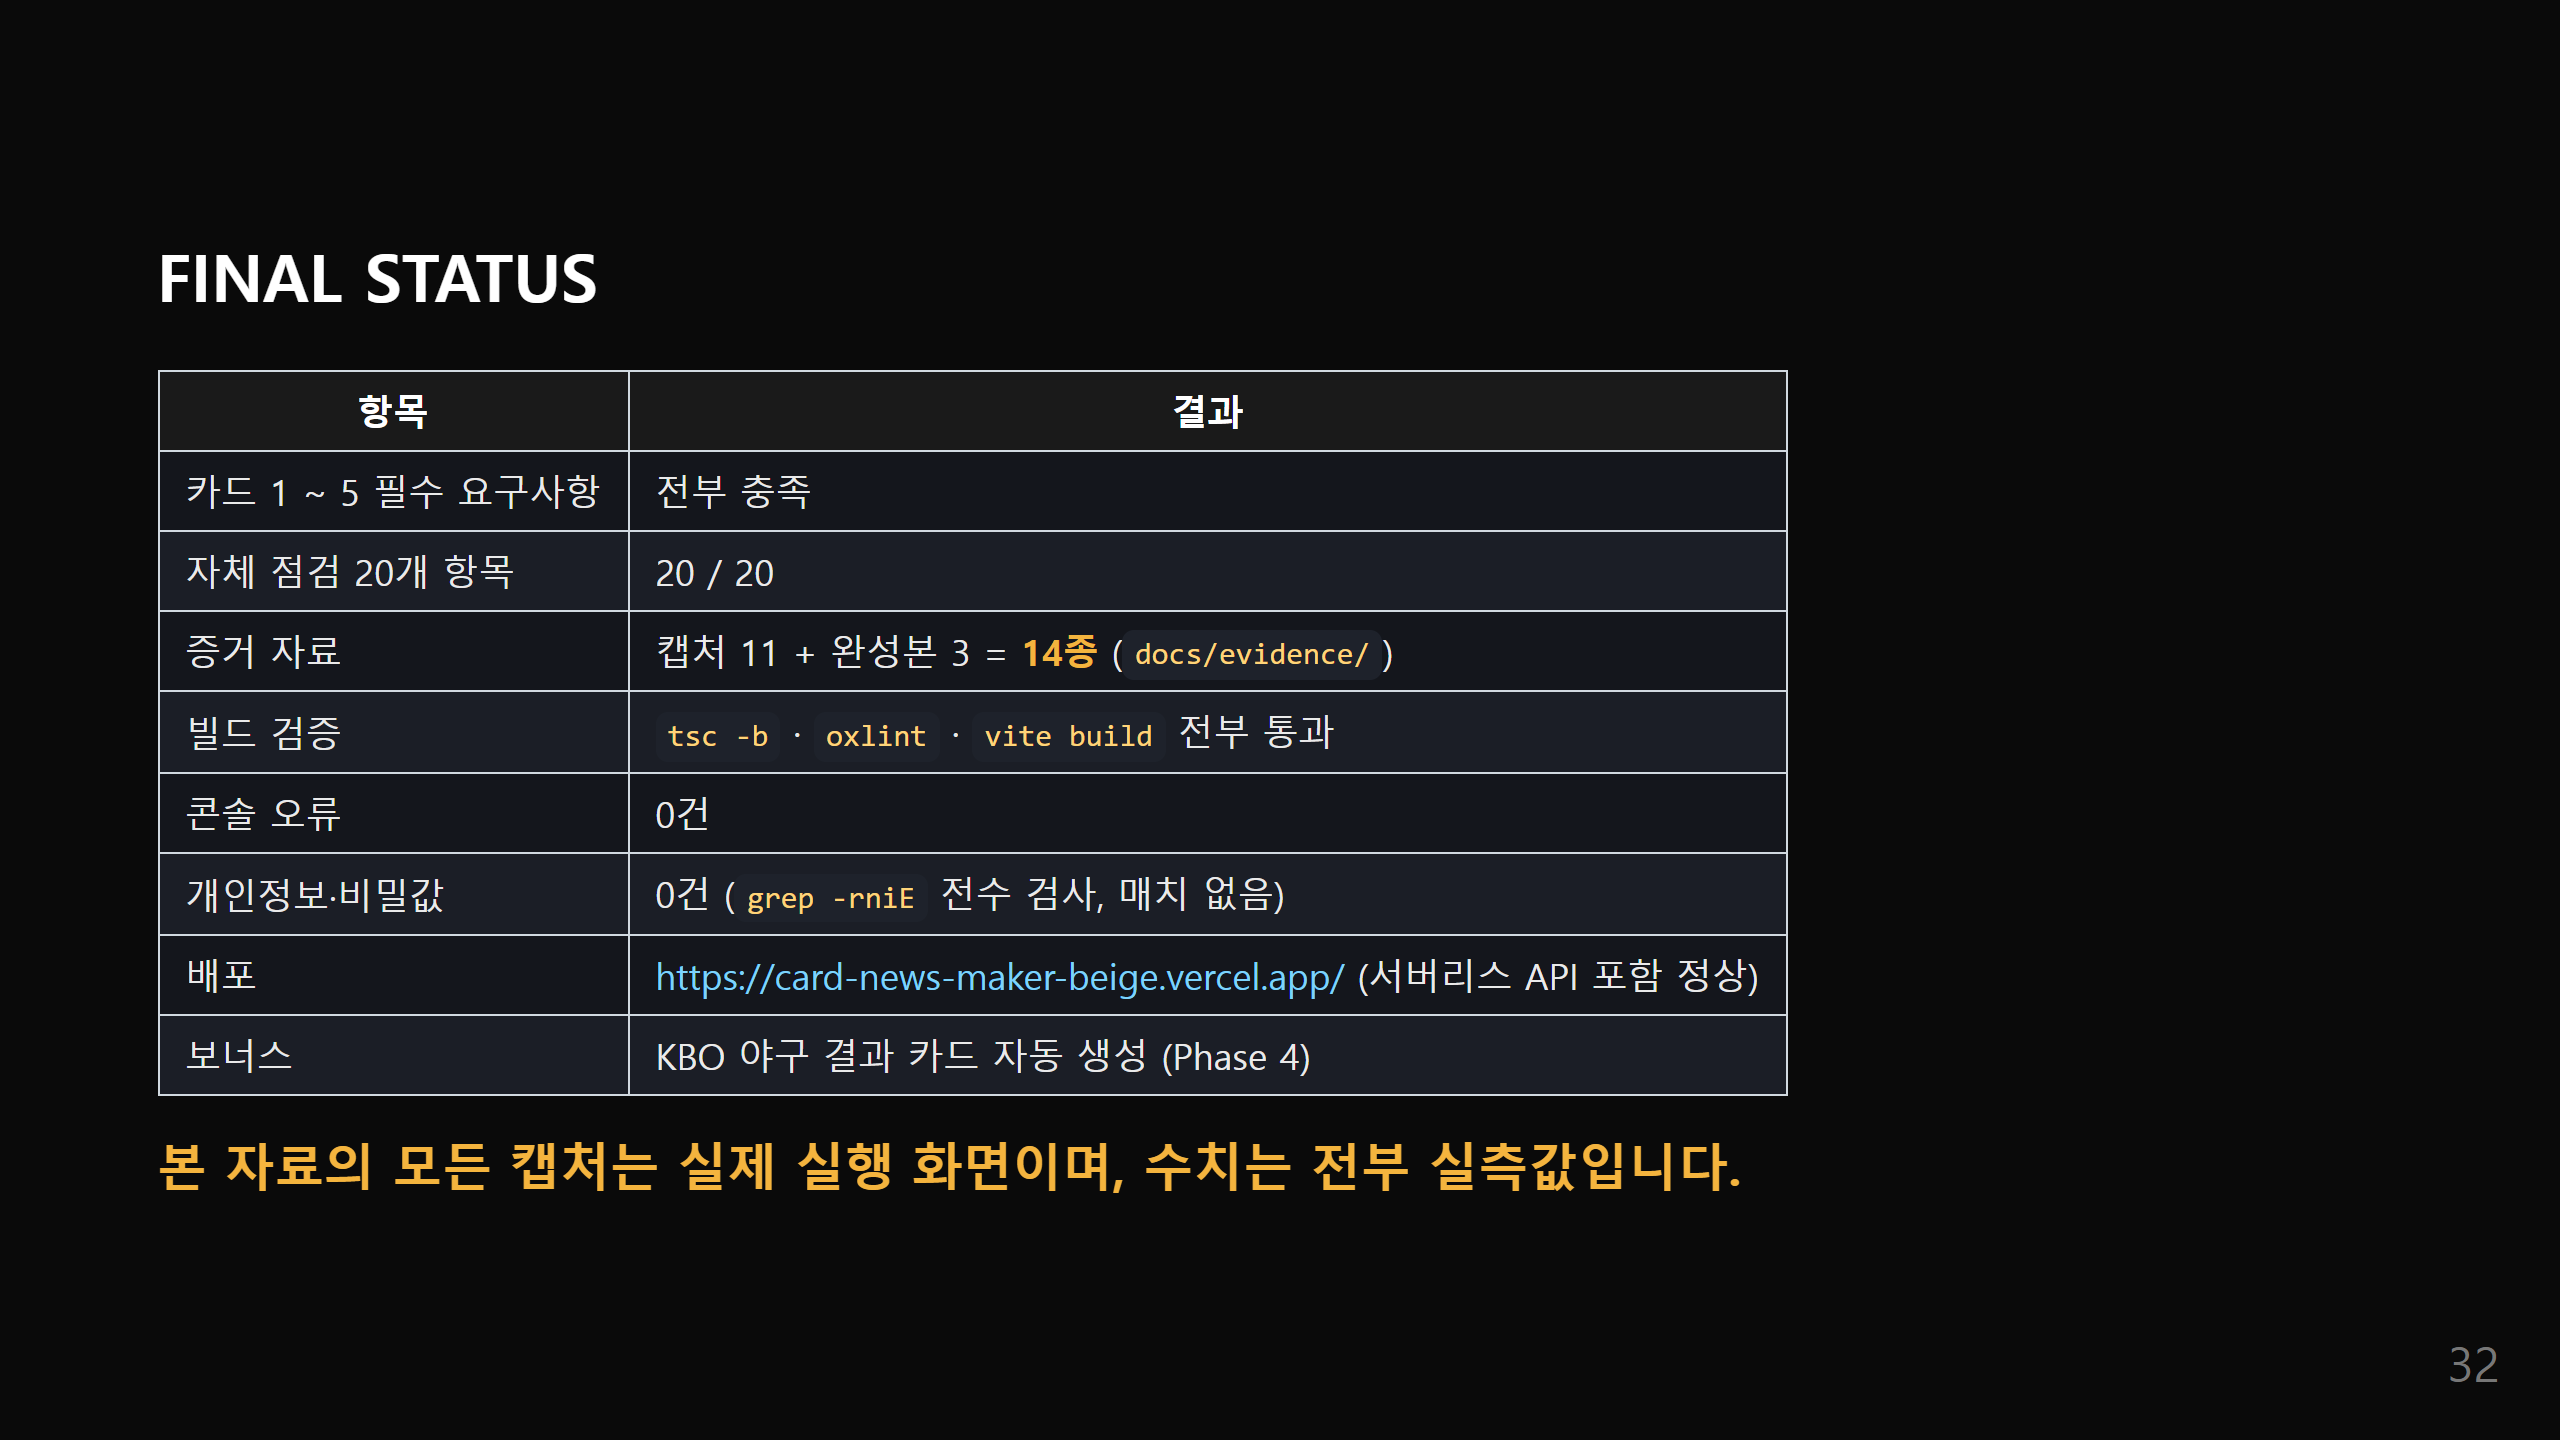 FINAL STATUS
항목 결과
카드 1 ~ 5 필수 요구사항 전부 충족
자체 점검 20개 항목 20 / 20
증거 자료 캡처 11 + 완성본 3 = 14종 (docs/evidence/)
빌드 검증 tsc -b · oxlint · vite build 전부 통과
콘솔 오류 0건
개인정보·비밀값 0건 (grep -rniE 전수 검사, 매치 없음)
배포 https://card-news-maker-beige.vercel.app/ (서버리스 API 포함 정상)
보너스 KBO 야구 결과 카드 자동 생성 (Phase 4)
본 자료의 모든 캡처는 실제 실행 화면이며, 수치는 전부 실측값입니다.
32